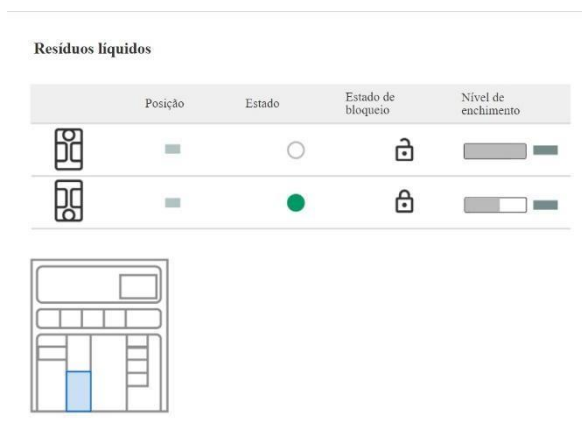 Resíduos líquidos
Posição
Estado
Estado de
bloqueio
Nível de
enchimento